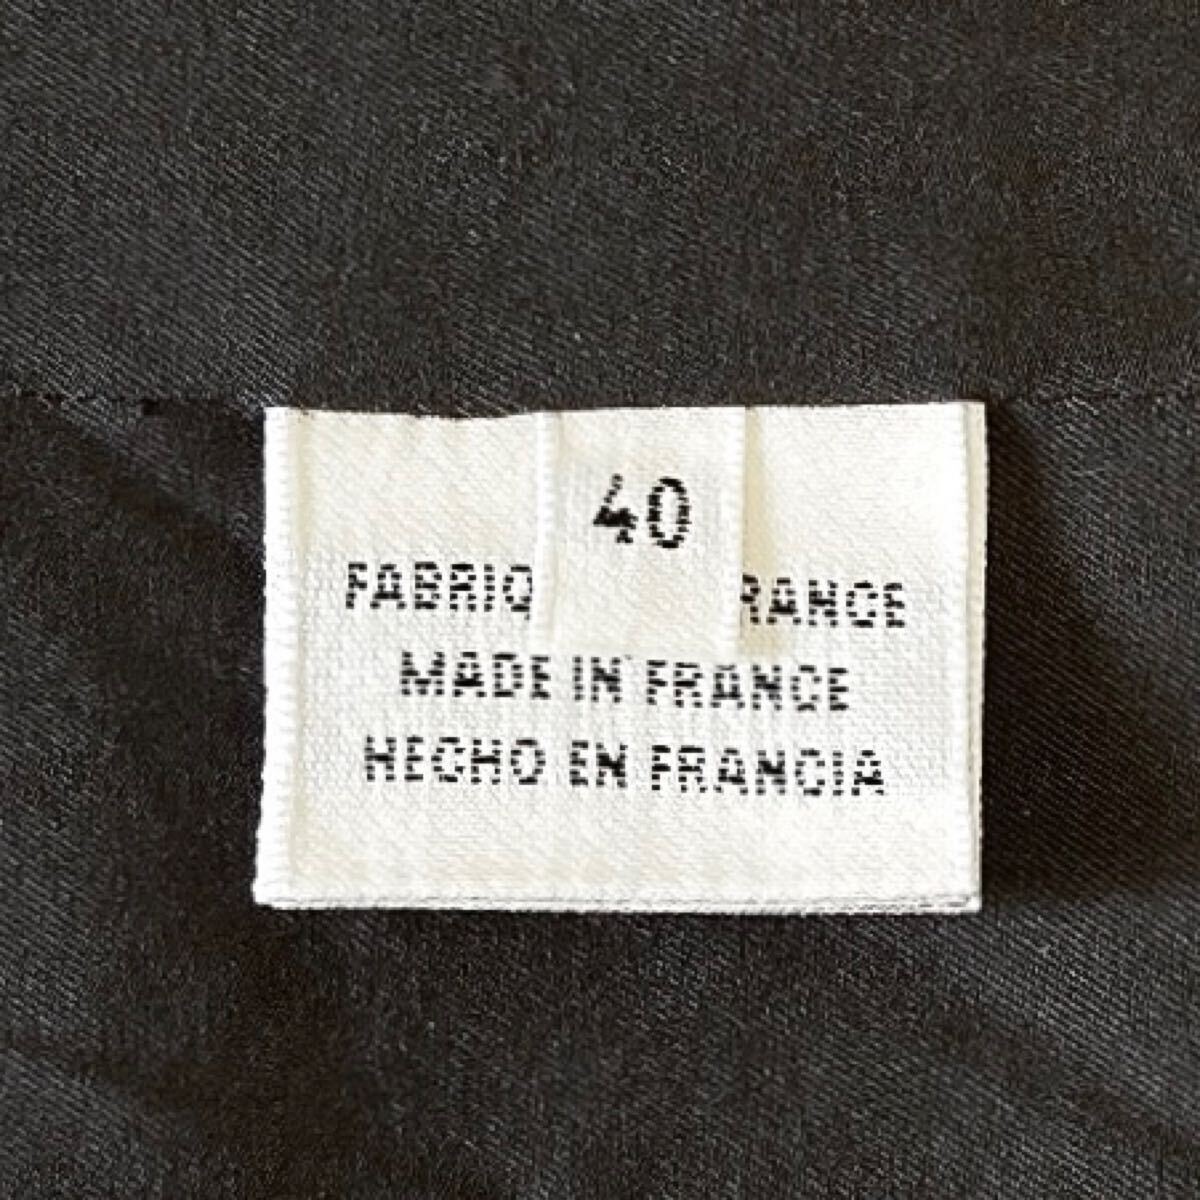 40
FABRIQ RANCE
MADE IN FRANCE
HECHO EN FRANCIA